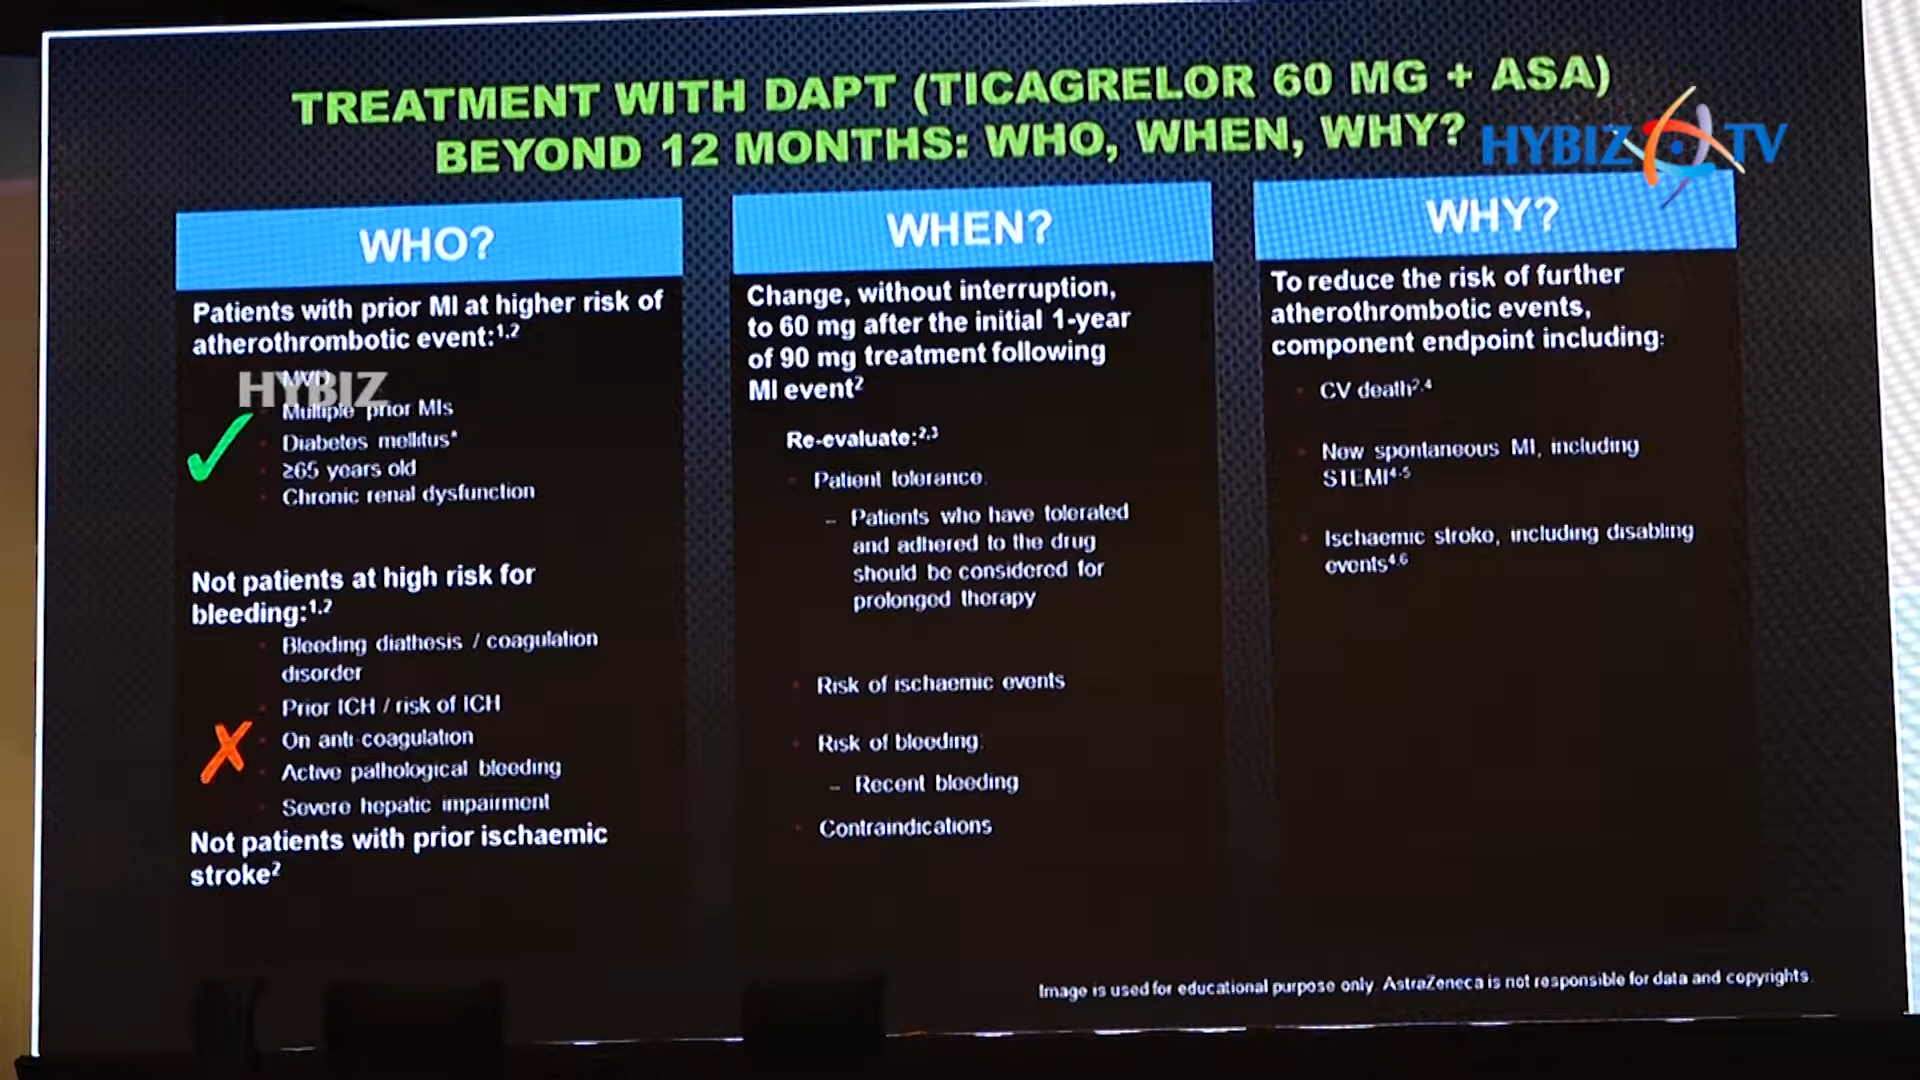 TREATMENT WITH DAPT (TICAGRELOR 60 MG + ASA)
BEYOND 12 MONTHS: WHO, WHEN, WHY?
HYBIZ TV
WHO?
Patients with prior MI at higher risk of
atherothrombotic event:1,2
MVD
HYBIZ
Multiple prior MIs
Diabetes mellitus*
≥65 years old
Chronic renal dysfunction
Not patients at high risk for
bleeding:1,2
Bleeding diathesis / coagulation
disorder
Prior ICH / risk of ICH
On anti-coagulation
Active pathological bleeding
Severe hepatic impairment
Not patients with prior ischaemic
stroke2
WHEN?
Change, without interruption,
to 60 mg after the initial 1-year
of 90 mg treatment following
MI event2
Re-evaluate:2,3
Patient tolerance
– Patients who have tolerated
and adhered to the drug
should be considered for
prolonged therapy
Risk of ischaemic events
Risk of bleeding
– Recent bleeding
Contraindications
WHY?
To reduce the risk of further
atherothrombotic events,
component endpoint including:
CV death2,4
New spontaneous MI, including
STEMI4-5
Ischaemic stroke, including disabling
events4,6
Image is used for educational purpose only. AstraZeneca is not responsible for data and copyrights.